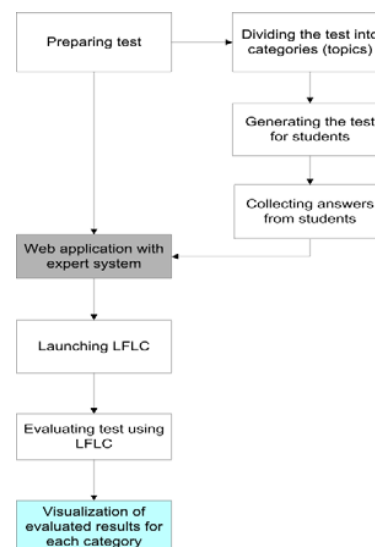 Preparing test
Dividing the test into
categories (topics)
Generating the test
for students
Collecting answers
from students
Web application with
expert system
Launching LFLC
Evaluating test using
LFLC
Visualization of
evaluated results for
each category